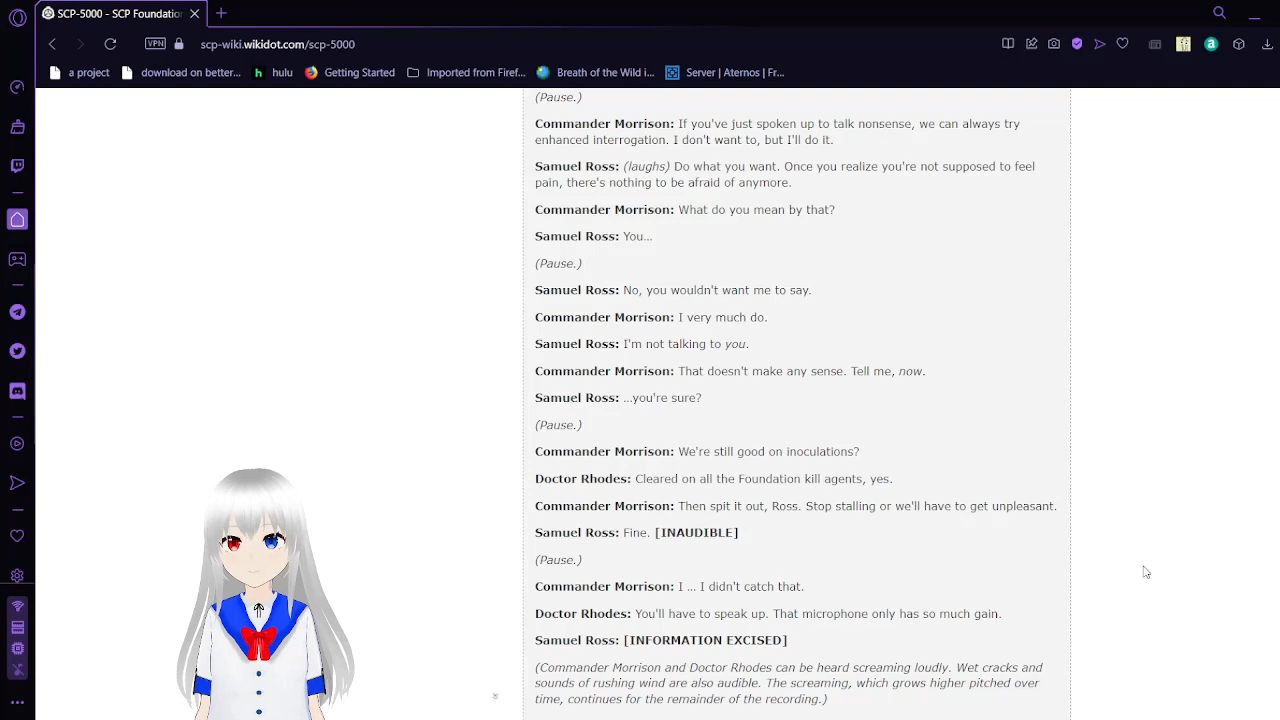 SCP-5000 - SCP Foundation
VPN
scp-wiki.wikidot.com/scp-5000
a project
download on better...
hulu
Getting Started
Imported from Firef...
Breath of the Wild i...
Server | Aternos | Fr...
(Pause.)
Commander Morrison: If you've just spoken up to talk nonsense, we can always try
enhanced interrogation. I don't want to, but I'll do it.
Samuel Ross: (laughs) Do what you want. Once you realize you're not supposed to feel
pain, there's nothing to be afraid of anymore.
Commander Morrison: What do you mean by that?
Samuel Ross: You…
(Pause.)
Samuel Ross: No, you wouldn't want me to say.
Commander Morrison: I very much do.
Samuel Ross: I'm not talking to you.
Commander Morrison: That doesn't make any sense. Tell me, now.
Samuel Ross: …you're sure?
(Pause.)
Commander Morrison: We're still good on inoculations?
Doctor Rhodes: Cleared on all the Foundation kill agents, yes.
Commander Morrison: Then spit it out, Ross. Stop stalling or we'll have to get unpleasant.
Samuel Ross: Fine. [INAUDIBLE]
(Pause.)
Commander Morrison: I … I didn't catch that.
Doctor Rhodes: You'll have to speak up. That microphone only has so much gain.
Samuel Ross: [INFORMATION EXCISED]
(Commander Morrison and Doctor Rhodes can be heard screaming loudly. Wet cracks and
sounds of rushing wind are also audible. The screaming, which grows higher pitched over
time, continues for the remainder of the recording.)